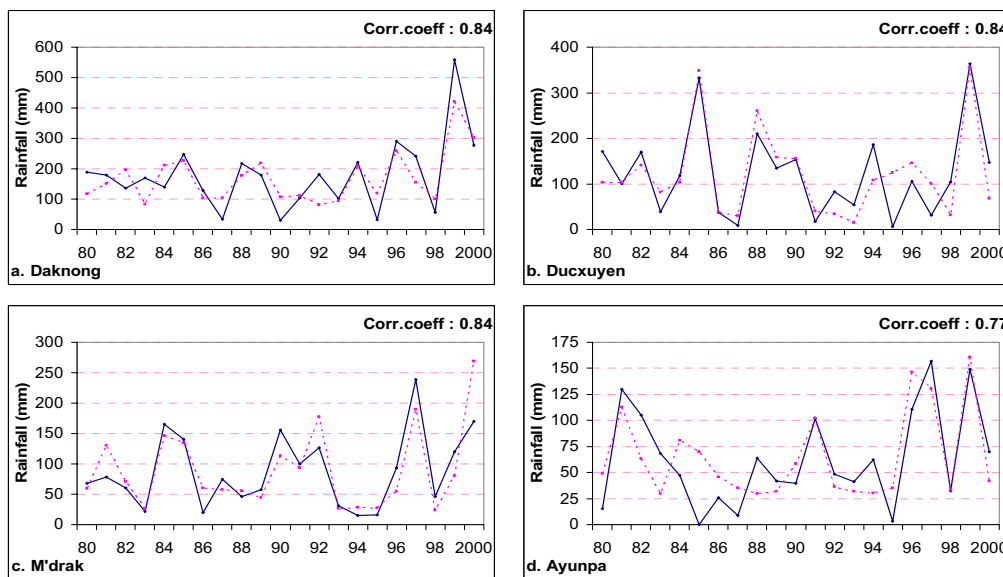 Corr.coeff : 0.84
Rainfall (mm)
600
500
400
300
200
100
0
80 82 84 86 88 90 92 94 96 98 2000
a. Daknong
Corr.coeff : 0.84
Rainfall (mm)
400
300
200
100
0
80 82 84 86 88 90 92 94 96 98 2000
b. Ducxuyen
Corr.coeff : 0.84
Rainfall (mm)
300
250
200
150
100
50
0
80 82 84 86 88 90 92 94 96 98 2000
c. M'drak
Corr.coeff : 0.77
Rainfall (mm)
175
150
125
100
75
50
25
0
80 82 84 86 88 90 92 94 96 98 2000
d. Ayunpa